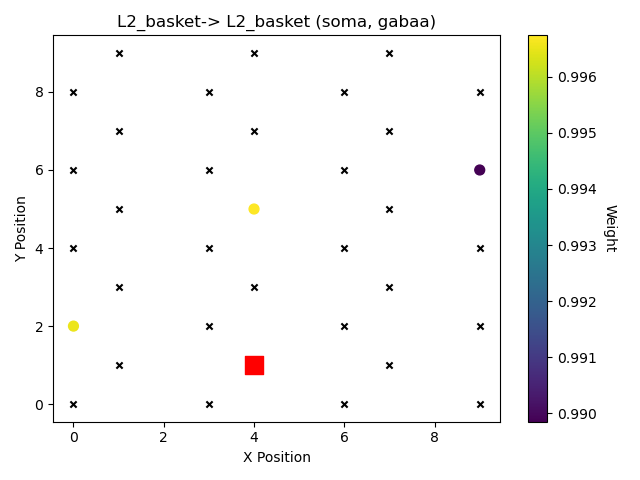 L2_basket-> L2_basket (soma, gabaa)
8
6
4
2
0
Y Position
0 2 4 6 8
X Position
0.996
0.995
0.994
0.993
0.992
0.991
0.990
Weight